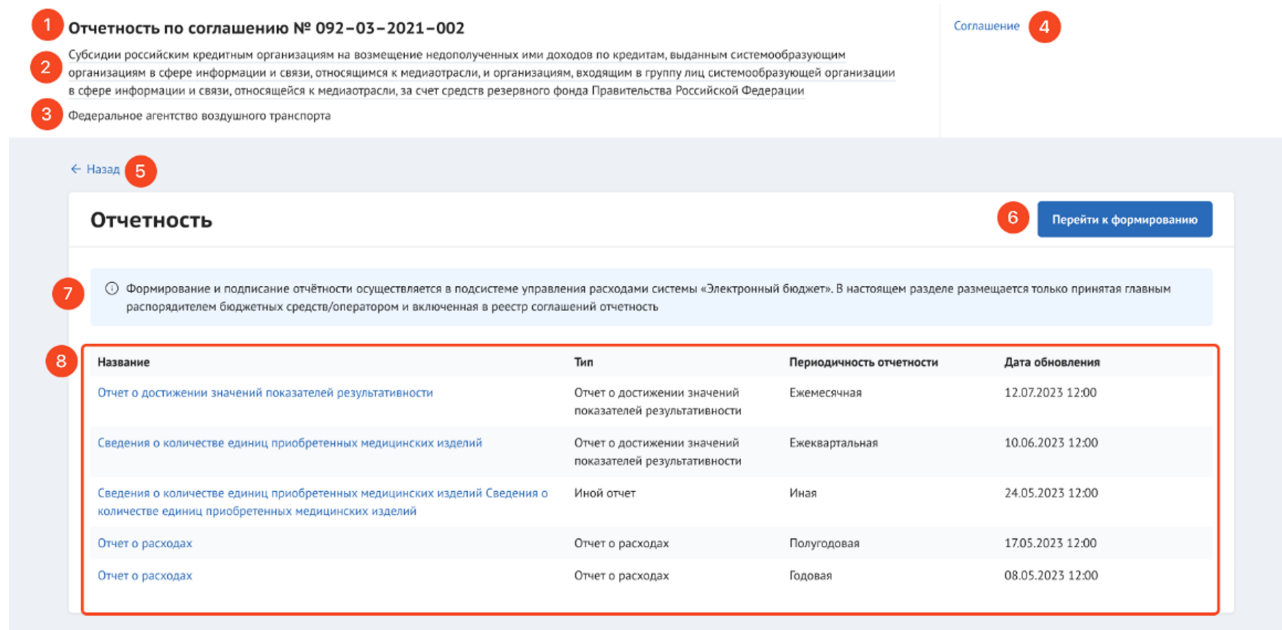 1 Отчетность по соглашению № 092–03–2021–002
Соглашение 4
2 Субсидии российским кредитным организациям на возмещение недополученных ими доходов по кредитам, выданным системообразующим
организациям в сфере информации и связи, относящимся к медиаотрасли, и организациям, входящим в группу лиц системообразующей организации
в сфере информации и связи, относящейся к медиаотрасли, за счет средств резервного фонда Правительства Российской Федерации
3 Федеральное агентство воздушного транспорта
← Назад 5
Отчетность
6 Перейти к формированию
7 Формирование и подписание отчётности осуществляется в подсистеме управления расходами системы «Электронный бюджет». В настоящем разделе размещается только принятая главным
распорядителем бюджетных средств/оператором и включенная в реестр соглашений отчетность
8 Название Тип Периодичность отчетности Дата обновления
Отчет о достижении значений показателей результативности Отчет о достижении значений Ежемесячная 12.07.2023 12:00
показателей результативности
Сведения о количестве единиц приобретенных медицинских изделий Отчет о достижении значений Ежеквартальная 10.06.2023 12:00
показателей результативности
Сведения о количестве единиц приобретенных медицинских изделий Сведения о Иной отчет Иная 24.05.2023 12:00
количестве единиц приобретенных медицинских изделий
Отчет о расходах Отчет о расходах Полугодовая 17.05.2023 12:00
Отчет о расходах Отчет о расходах Годовая 08.05.2023 12:00